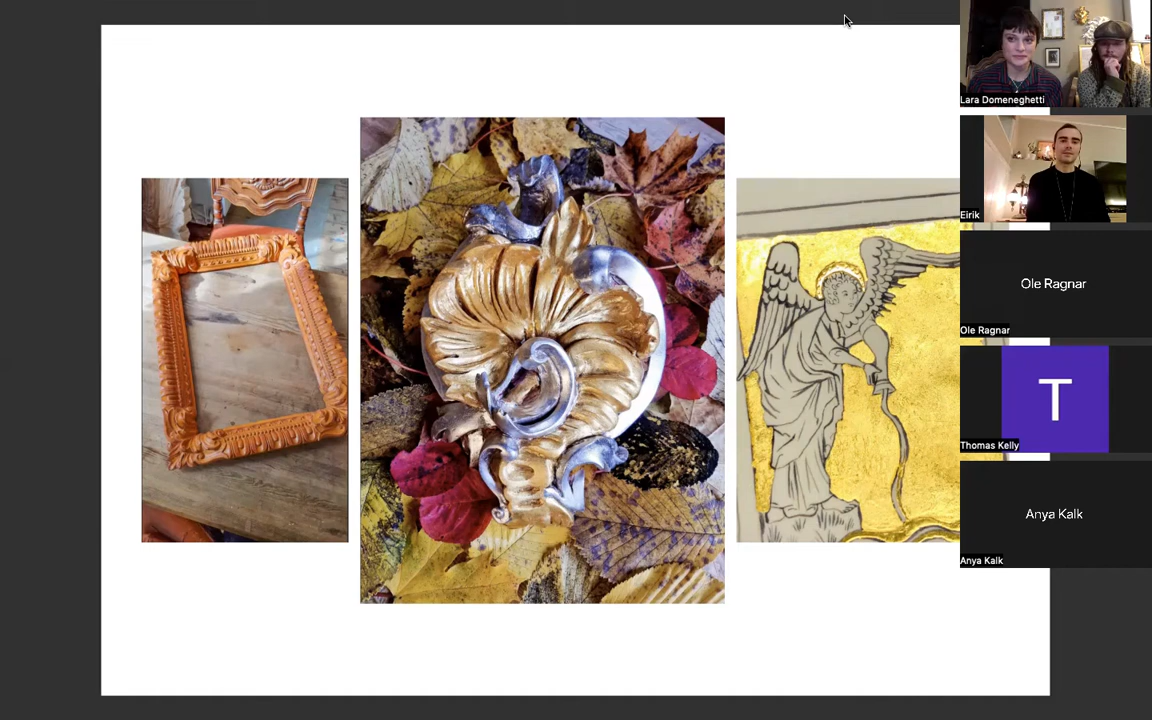 Lara Domeneghetti
Eirik
Ole Ragnar
Ole Ragnar
T
Thomas Kelly
Anya Kalk
Anya Kalk